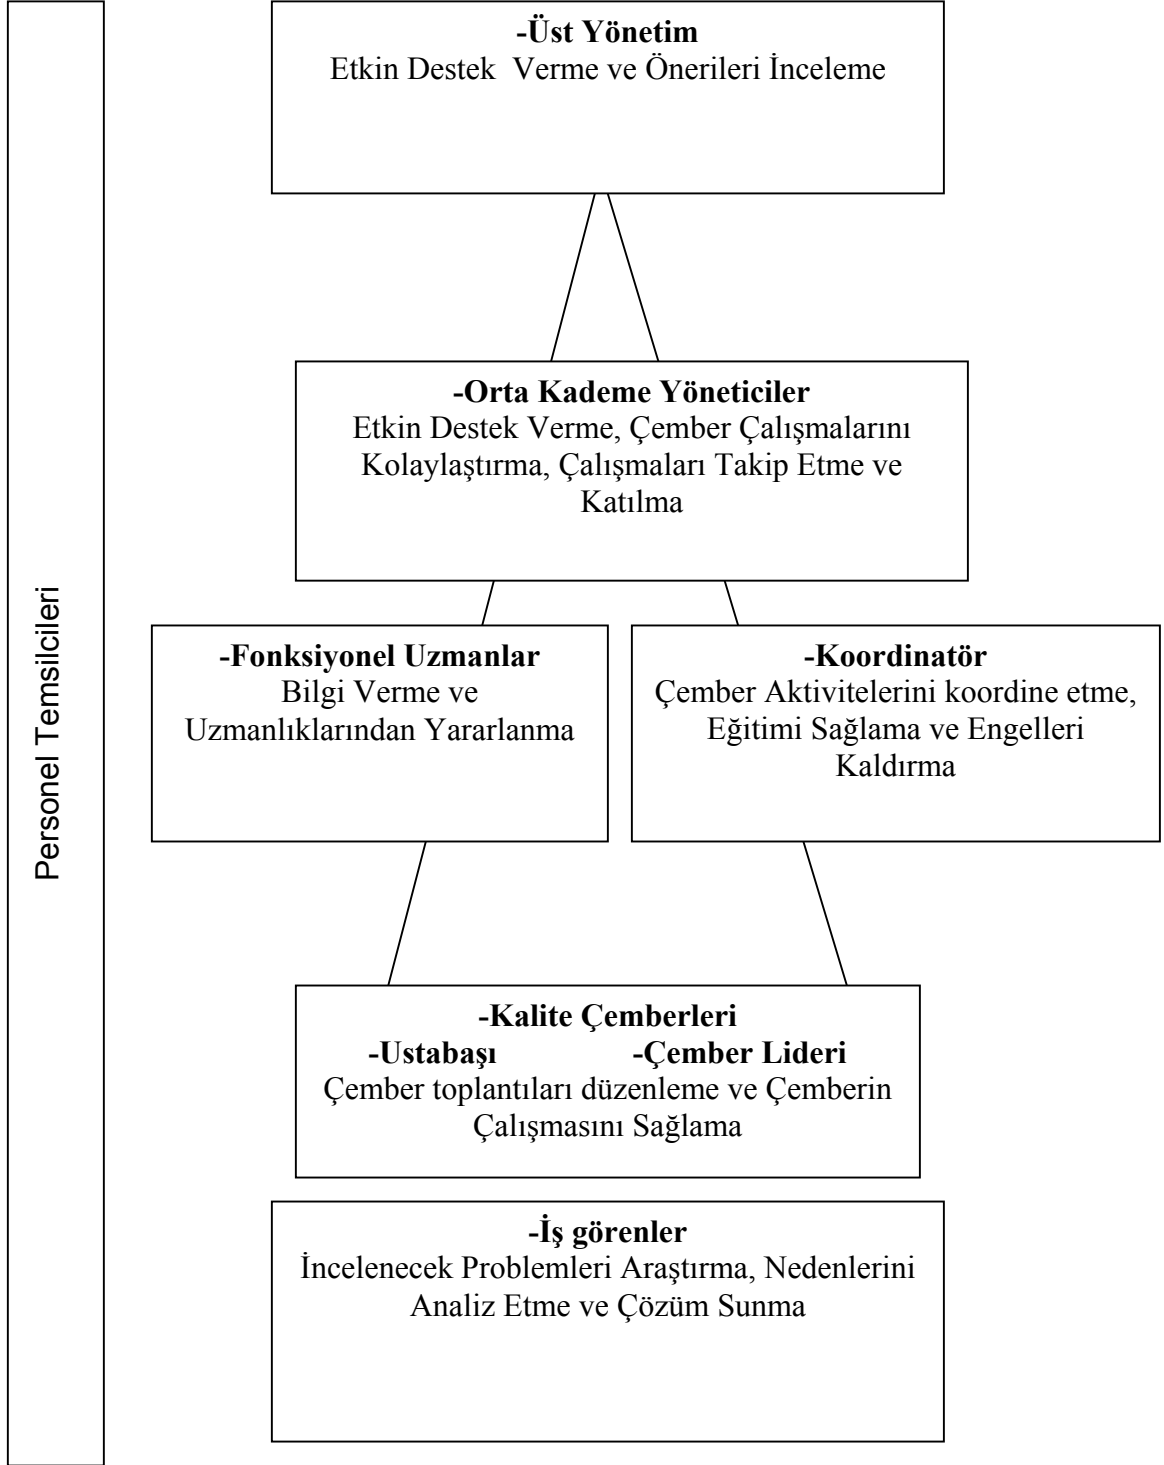 Personel Temsilcileri
-Üst Yönetim
Etkin Destek  Verme ve Önerileri İnceleme
-Orta Kademe Yöneticiler
Etkin Destek Verme, Çember Çalışmalarını
Kolaylaştırma, Çalışmaları Takip Etme ve
Katılma
-Fonksiyonel Uzmanlar
Bilgi Verme ve
Uzmanlıklarından Yararlanma
-Koordinatör
Çember Aktivitelerini koordine etme,
Eğitimi Sağlama ve Engelleri
Kaldırma
-Kalite Çemberleri
-Ustabaşı -Çember Lideri
Çember toplantıları düzenleme ve Çemberin
Çalışmasını Sağlama
-İş görenler
İncelenecek Problemleri Araştırma, Nedenlerini
Analiz Etme ve Çözüm Sunma